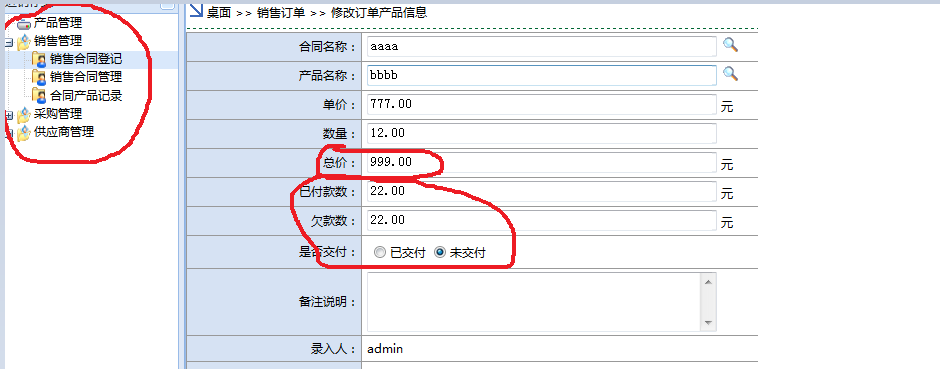 桌面 >> 销售订单 >> 修改订单产品信息
产品管理
销售管理
销售合同登记
销售合同管理
合同产品记录
采购管理
供应商管理
合同名称： aaaa
产品名称： bbbb
单价： 777.00 元
数量： 12.00
总价： 999.00 元
已付款数： 22.00 元
欠款数： 22.00 元
是否交付： 已交付 未交付
备注说明：
录入人： admin